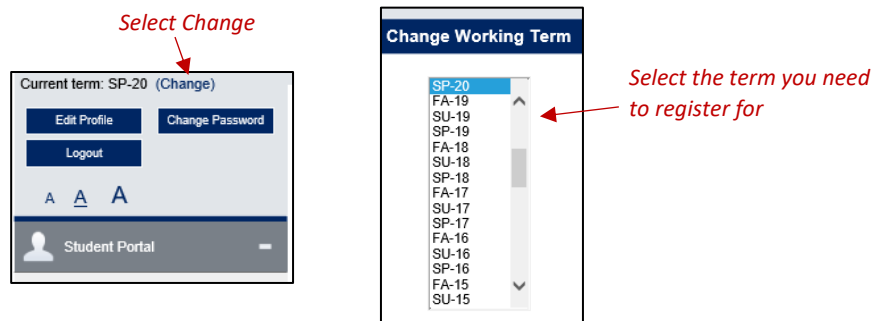 Select Change
Current term: SP-20 (Change)
Edit Profile
Change Password
Logout
A A A
Student Portal
Change Working Term
SP-20
FA-19
SU-19
SP-19
FA-18
SU-18
SP-18
FA-17
SU-17
SP-17
FA-16
SU-16
SP-16
FA-15
SU-15
Select the term you need
to register for